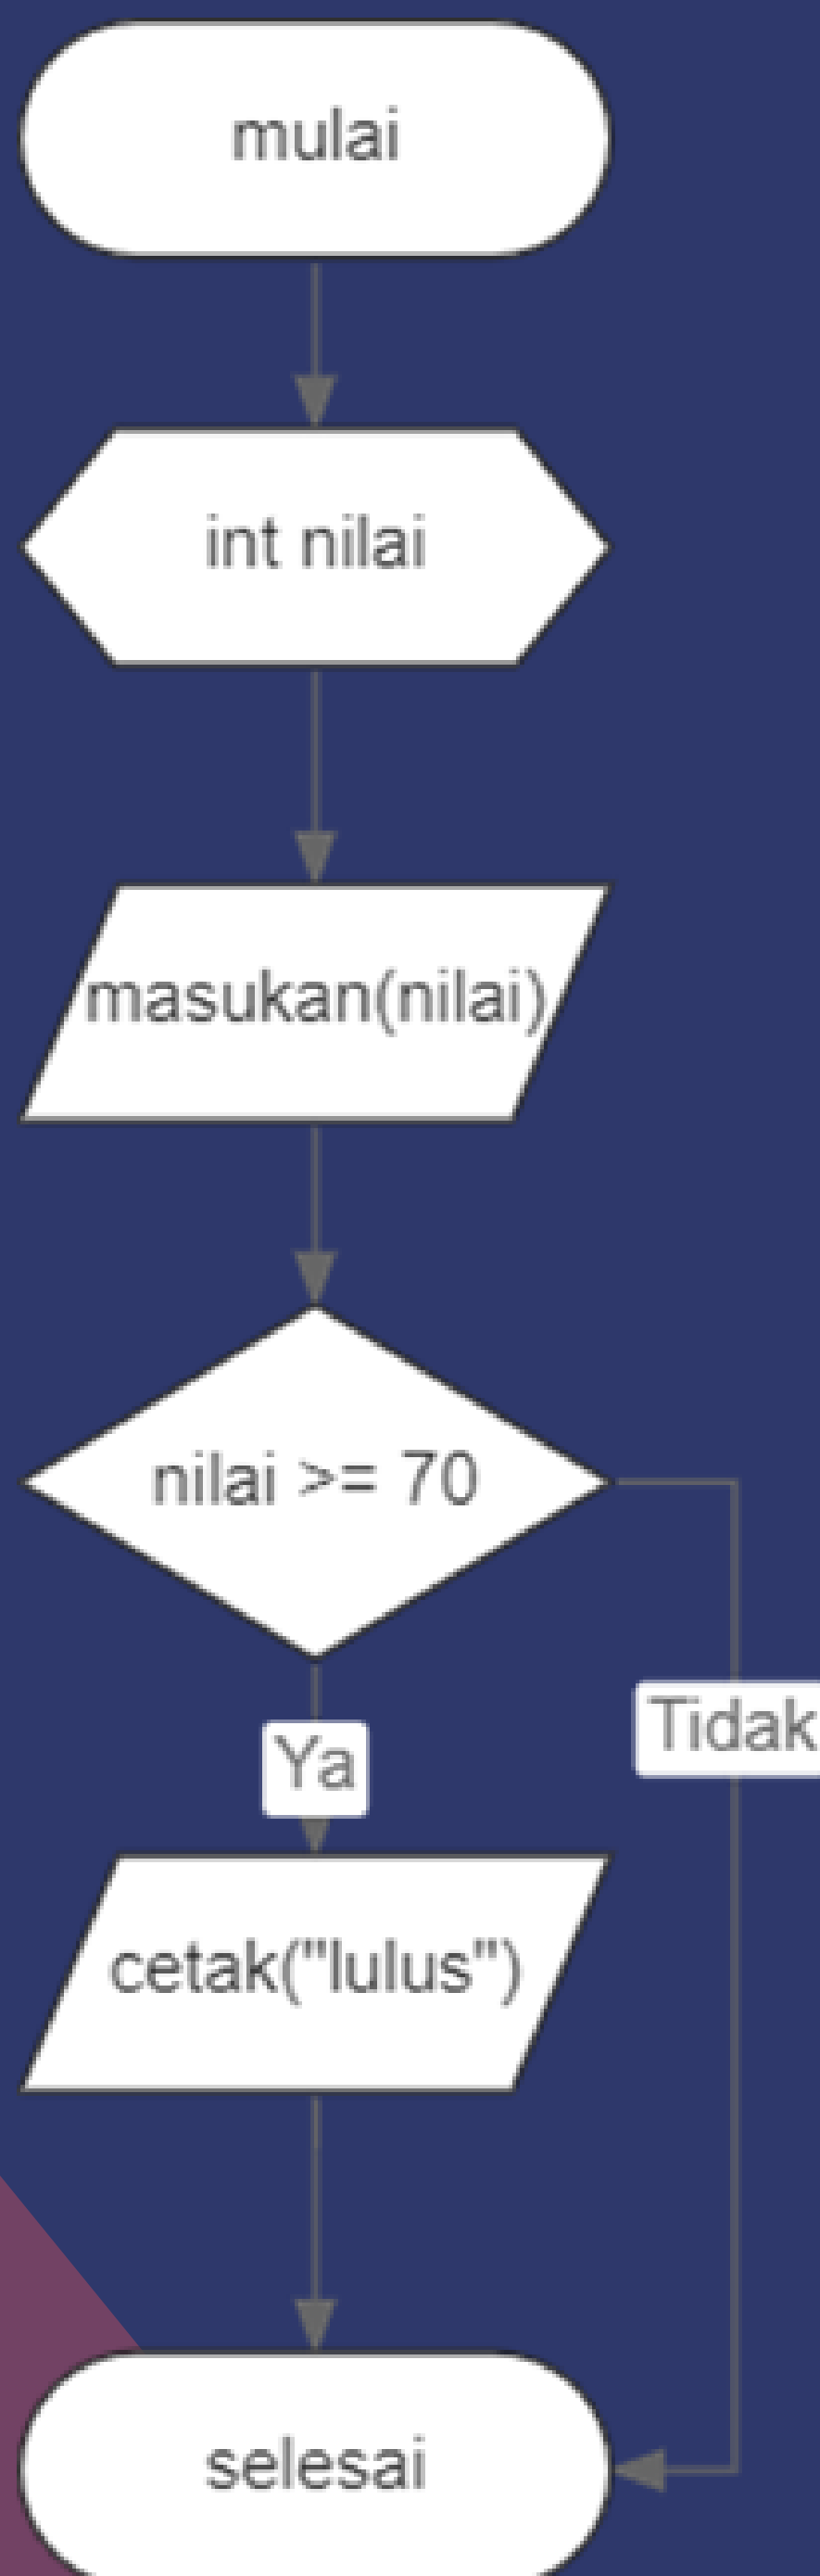 mulai
int nilai
masukan(nilai)
nilai >= 70
Ya
Tidak
cetak("lulus")
selesai